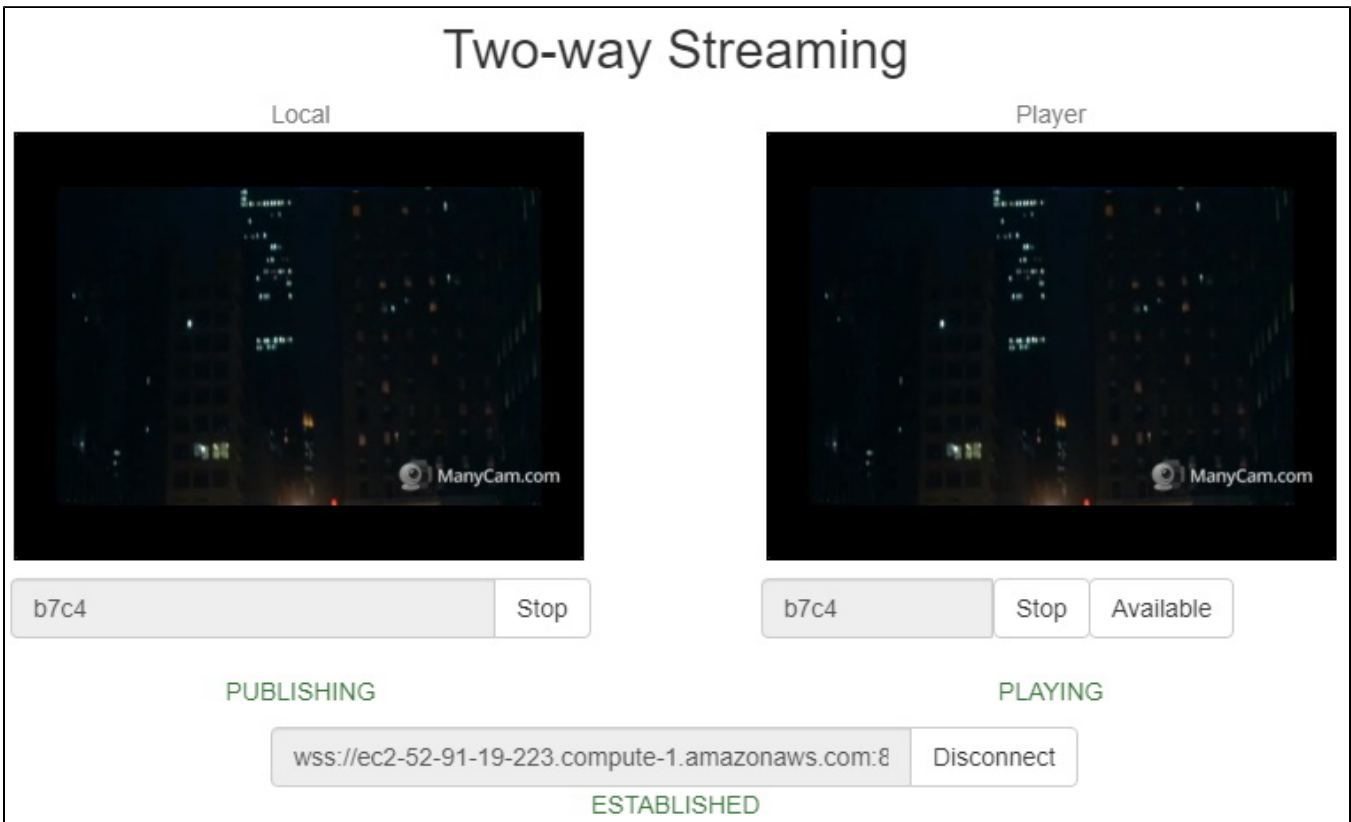 Two-way Streaming
Local
Player
ManyCam.com
ManyCam.com
b7c4
Stop
b7c4
Stop
Available
PUBLISHING
PLAYING
wss://ec2-52-91-19-223.compute-1.amazonaws.com:8
Disconnect
ESTABLISHED